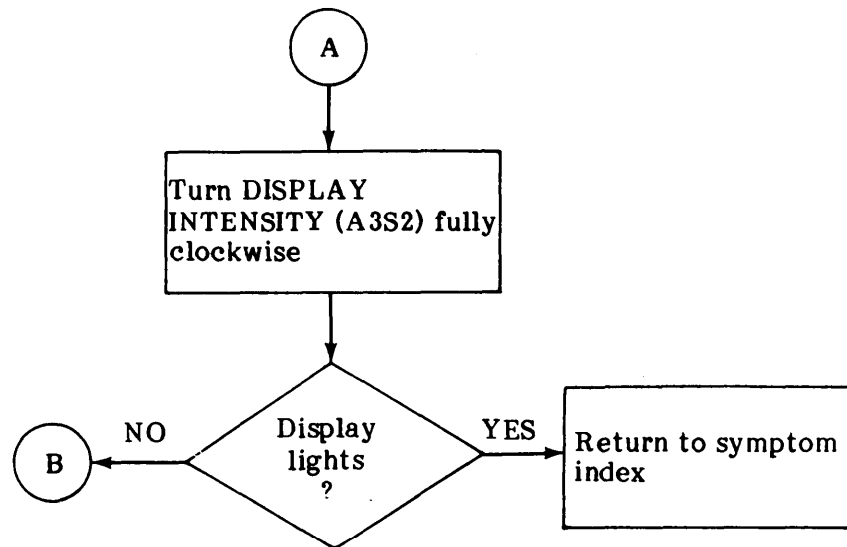 A
Turn DISPLAY
INTENSITY (A3S2) fully
clockwise
NO
Display
lights
?
YES
B
Return to symptom
index